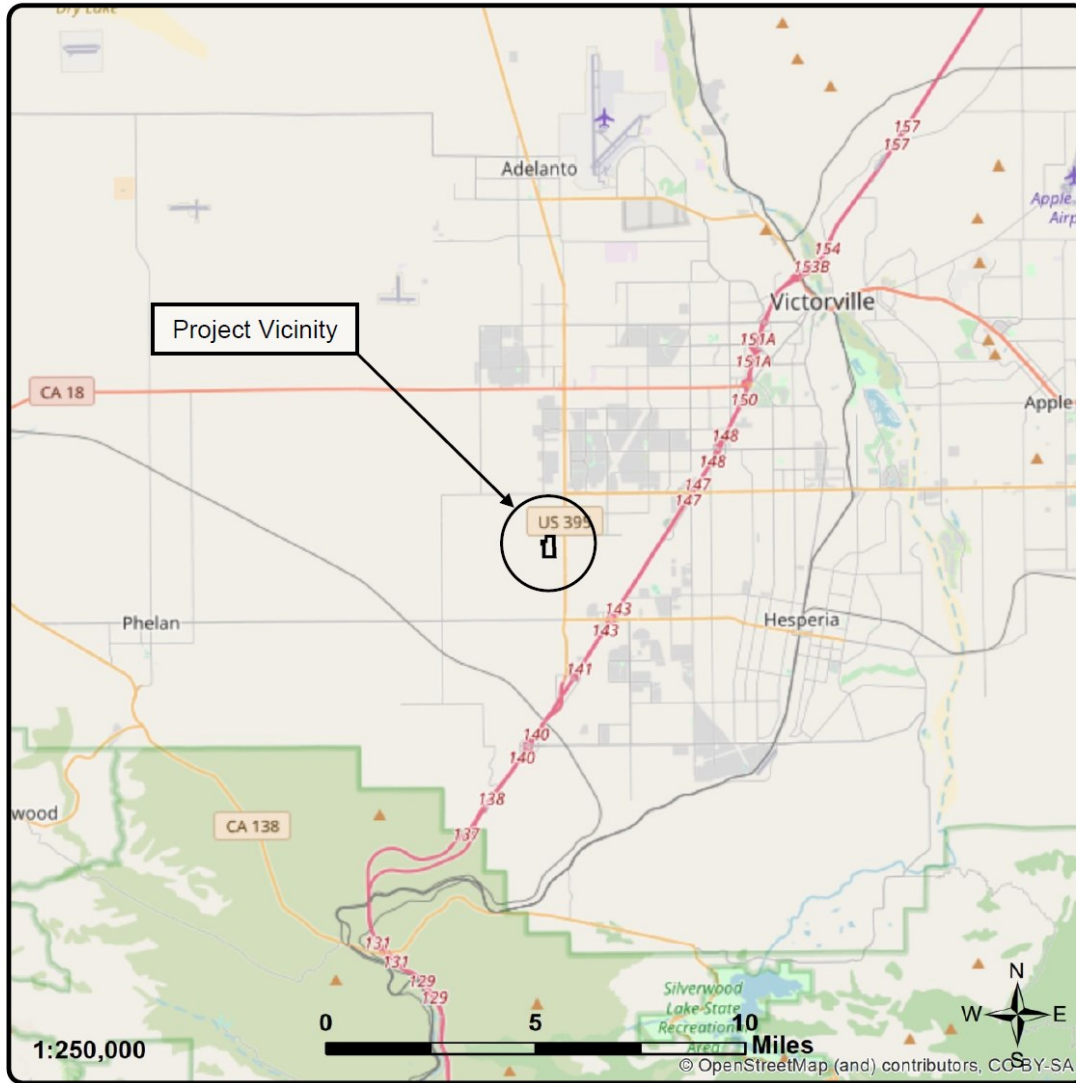 Dry Lake
Adelanto
157
157
Apple
Airp
154
153B
Victorville
Project Vicinity
151A
151A
CA 18
150
Apple
148
148
147
147
US 395
143
143
Phelan
Hesperia
141
140
140
138
wood
CA 138
137
131
131
129
129
Silverwood
Lake State
Recreation
Area
N
W
E
S
0
5
10
Miles
1:250,000
© OpenStreetMap (and) contributors, CC-BY-SA